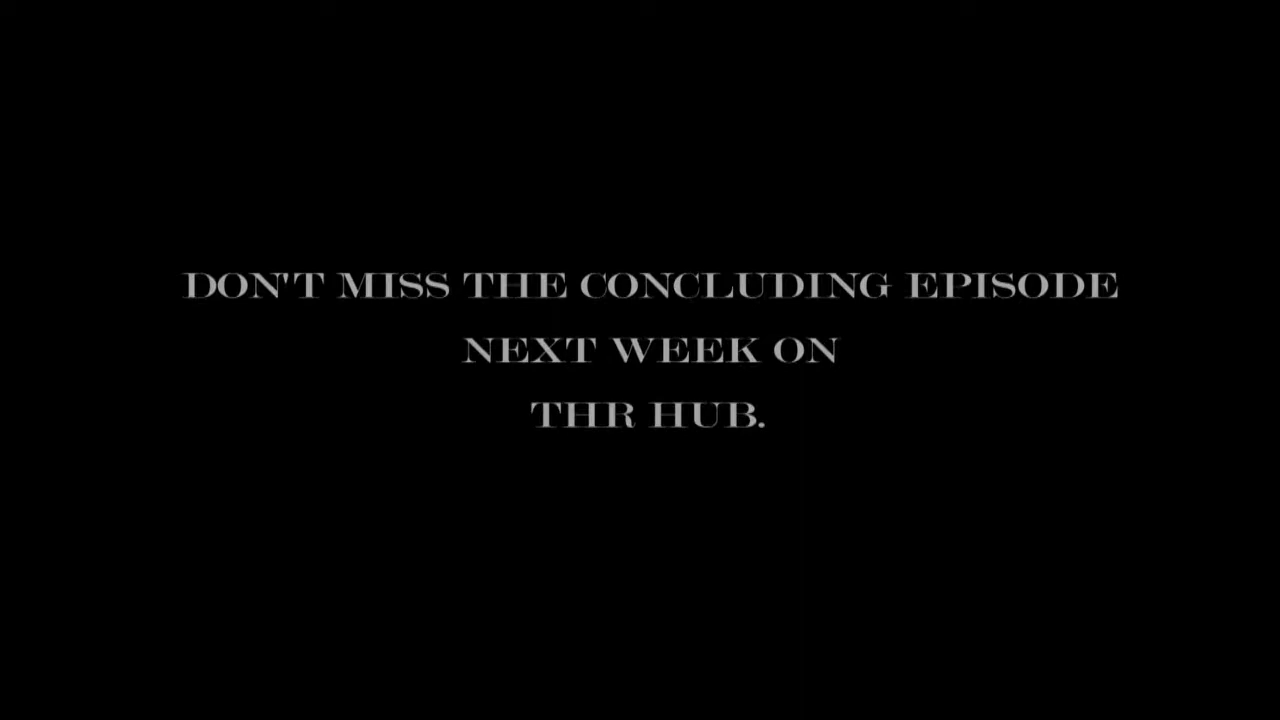 DON'T MISS THE CONCLUDING EPISODE
NEXT WEEK ON
THR HUB.